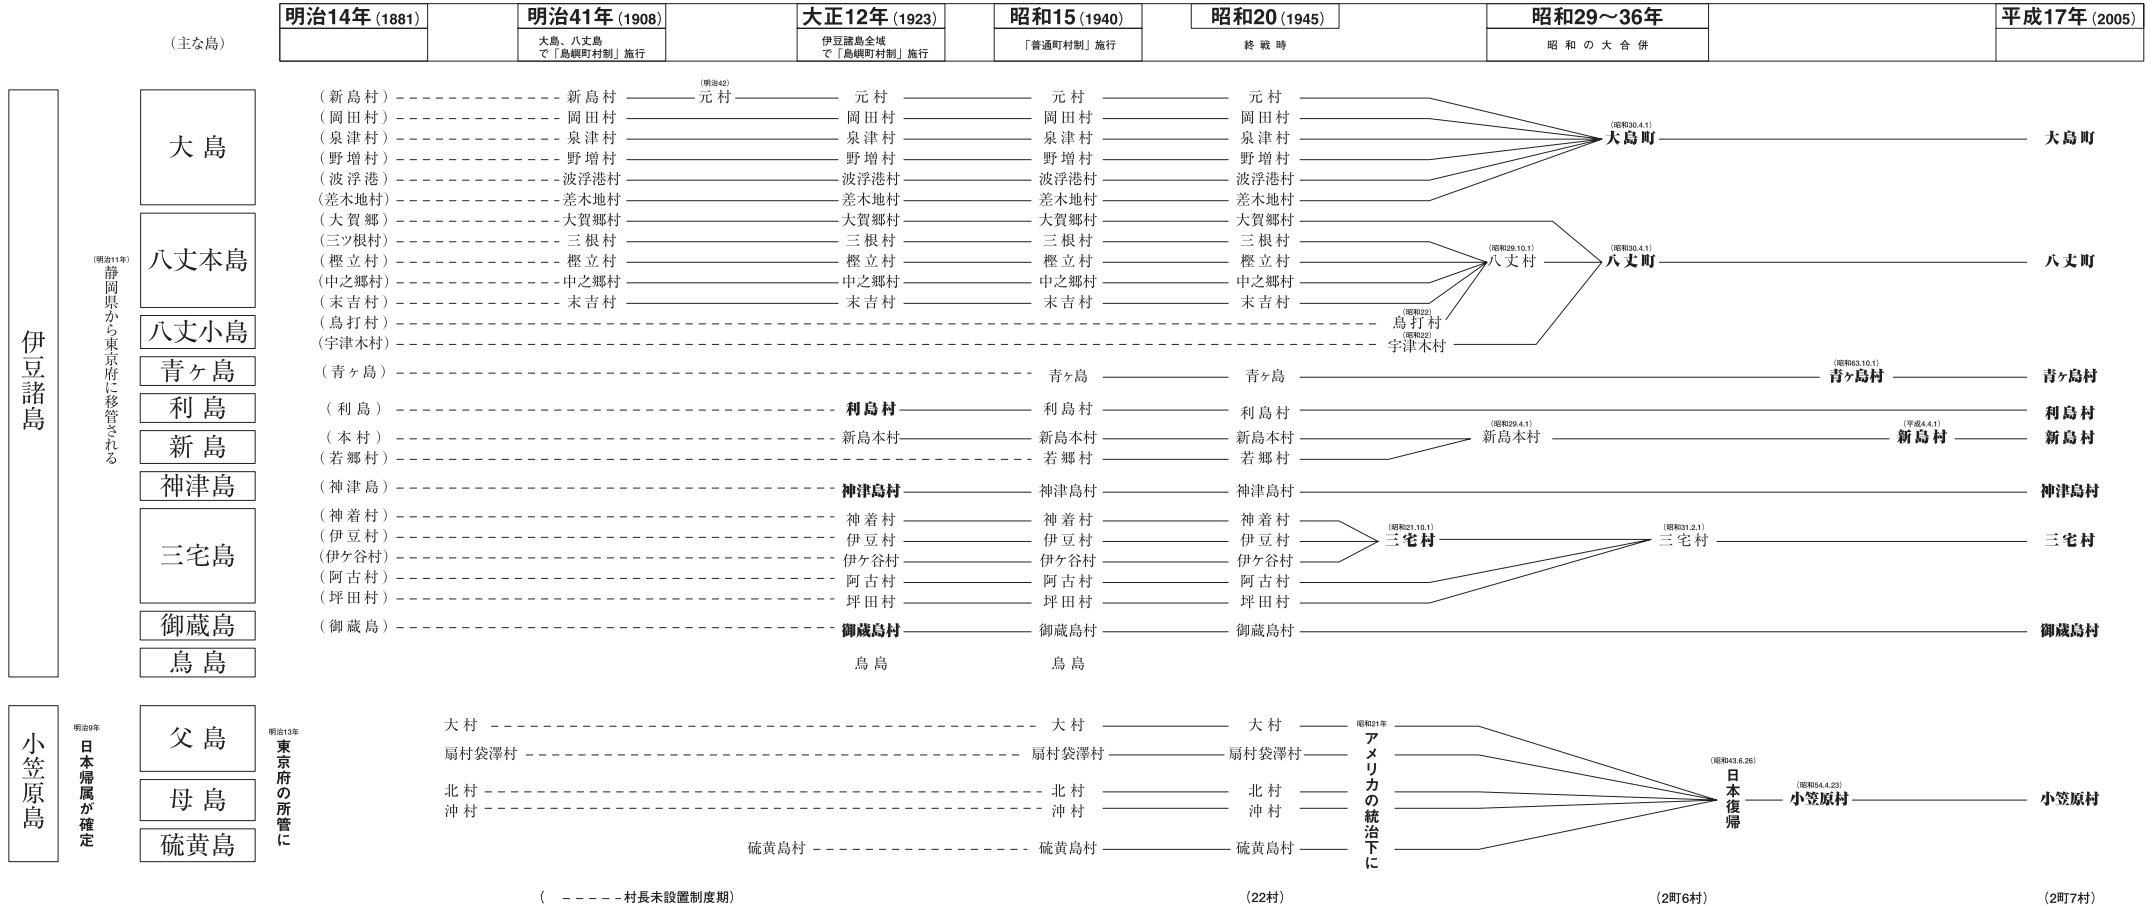 明治14年(1881) 明治41年(1908) 大正12年(1923) 昭和15(1940) 昭和20(1945) 昭和29〜36年 平成17年(2005)
(主な島) 大島、八丈島で「島嶼町村制」施行 伊豆諸島全域で「島嶼町村制」施行 「普通町村制」施行 終戦時 昭和の大合併
伊豆諸島
(明治11年)
静岡県から東京府に移管される
大島
(新島村) 新島村 (明治42) 元村 元村 元村 元村
(岡田村) 岡田村 岡田村 岡田村 岡田村
(泉津村) 泉津村 泉津村 泉津村 泉津村 (昭和30.4.1) 大島町 大島町
(野増村) 野増村 野増村 野増村 野増村
(波浮港) 波浮港村 波浮港村 波浮港村 波浮港村
(差木地村) 差木地村 差木地村 差木地村 差木地村
八丈本島
(大賀郷) 大賀郷村 大賀郷村 大賀郷村 大賀郷村
(三ツ根村) 三根村 三根村 三根村 三根村
(樫立村) 樫立村 樫立村 樫立村 樫立村 (昭和29.10.1) 八丈村 (昭和30.4.1) 八丈町 八丈町
(中之郷村) 中之郷村 中之郷村 中之郷村 中之郷村
(末吉村) 末吉村 末吉村 末吉村 末吉村
八丈小島
(鳥打村) (昭和22) 鳥打村
(宇津木村) (昭和22) 宇津木村
青ヶ島
(青ヶ島) 青ヶ島 青ヶ島 (昭和63.10.1) 青ヶ島村 青ヶ島村
利島
(利島) 利島村 利島村 利島村 利島村
新島
(本村) 新島本村 新島本村 新島本村 (昭和29.4.1) 新島本村 (平成4.4.1) 新島村 新島村
(若郷村) 若郷村 若郷村
神津島
(神津島) 神津島村 神津島村 神津島村 神津島村
三宅島
(神着村) 神着村 神着村 神着村
(伊豆村) 伊豆村 伊豆村 伊豆村 (昭和21.10.1) 三宅村 (昭和31.2.1) 三宅村 三宅村
(伊ケ谷村) 伊ケ谷村 伊ケ谷村 伊ケ谷村
(阿古村) 阿古村 阿古村 阿古村
(坪田村) 坪田村 坪田村 坪田村
御蔵島
(御蔵島) 御蔵島村 御蔵島村 御蔵島村 御蔵島村
鳥島 鳥島 鳥島
小笠原島
明治9年
日本帰属が確定
父島
明治13年
東京府の所管に
大村 大村 大村
扇村袋澤村 扇村袋澤村 扇村袋澤村
母島
北村 北村 北村
沖村 沖村 沖村
硫黄島
硫黄島村 硫黄島村 硫黄島村
昭和21年
アメリカの統治下に
(昭和43.6.26)
日本復帰
(昭和54.4.23)
小笠原村 小笠原村
( -----村長未設置制度期) (22村) (2町6村) (2町7村)